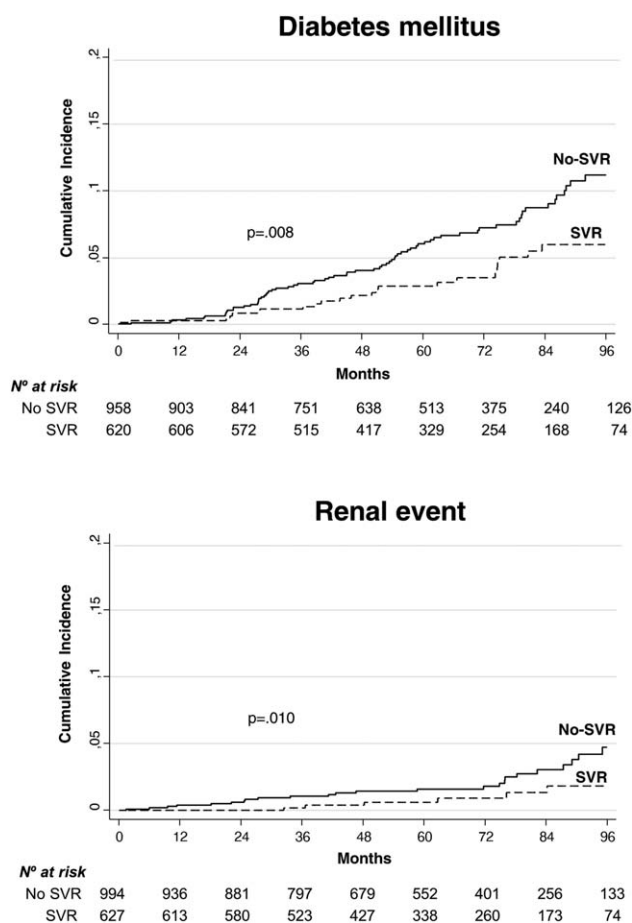 Diabetes mellitus
Cumulative Incidence
,2
,15
,1
,05
0
No-SVR
SVR
p=.008
0 12 24 36 48 60 72 84 96
Months
Nº at risk
No SVR 958 903 841 751 638 513 375 240 126
SVR 620 606 572 515 417 329 254 168 74
Renal event
Cumulative Incidence
,2
,15
,1
,05
0
p=.010
No-SVR
SVR
0 12 24 36 48 60 72 84 96
Months
Nº at risk
No SVR 994 936 881 797 679 552 401 256 133
SVR 627 613 580 523 427 338 260 173 74